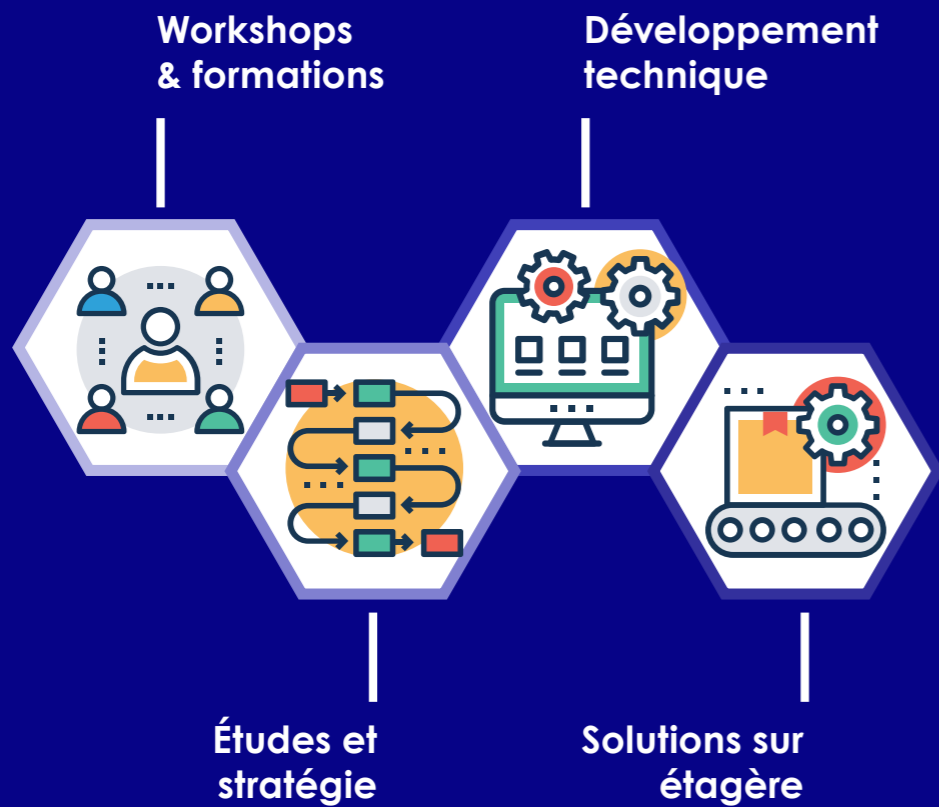 Workshops
& formations
Développement
technique
Études et
stratégie
Solutions sur
étagère